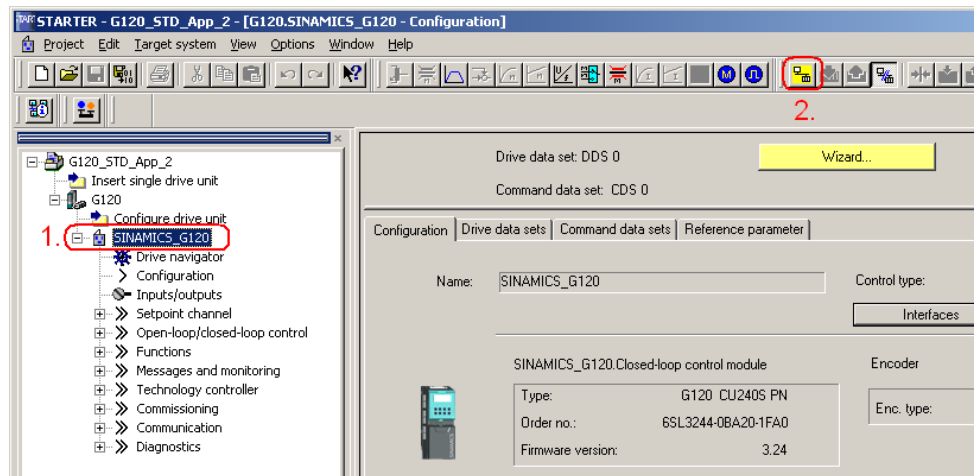 STARTER - G120_STD_App_2 - [G120.SINAMICS_G120 - Configuration]
Project Edit Target system View Options Window Help
2.
G120_STD_App_2
Insert single drive unit
G120
Configure drive unit
1.
SINAMICS_G120
Drive navigator
Configuration
Inputs/outputs
Setpoint channel
Open-loop/closed-loop control
Functions
Messages and monitoring
Technology controller
Commissioning
Communication
Diagnostics
Drive data set: DDS 0
Wizard...
Command data set: CDS 0
Configuration Drive data sets Command data sets Reference parameter
Name: SINAMICS_G120 Control type:
Interfaces
SINAMICS_G120.Closed-loop control module Encoder
Type: G120 CU240S PN
Enc. type:
Order no.: 6SL3244-0BA20-1FA0
Firmware version: 3.24